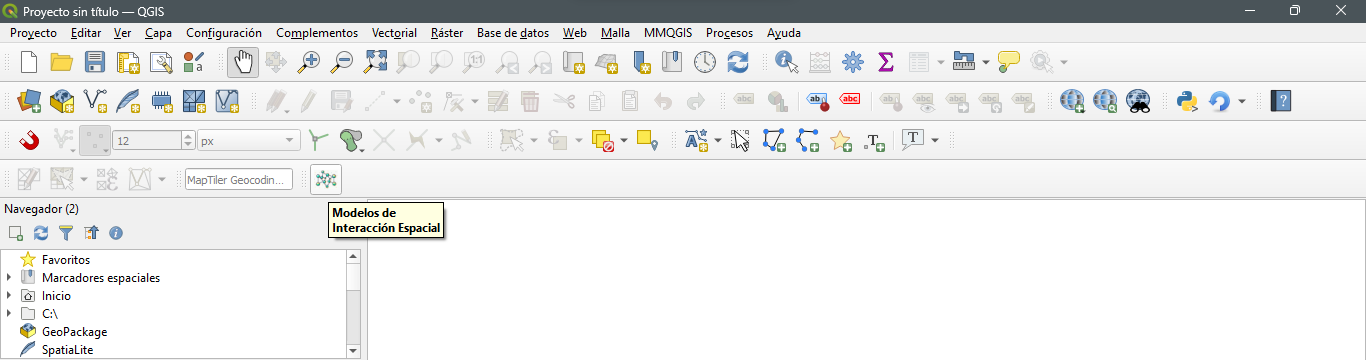 Proyecto sin título — QGIS
Proyecto Editar Ver Capa Configuración Complementos Vectorial Ráster Base de datos Web Malla MMQGIS Procesos Ayuda
12 px
MapTiler Geocodin...
Navegador (2)
Modelos de
Interacción Espacial
Favoritos
Marcadores espaciales
Inicio
C:\
GeoPackage
SpatiaLite